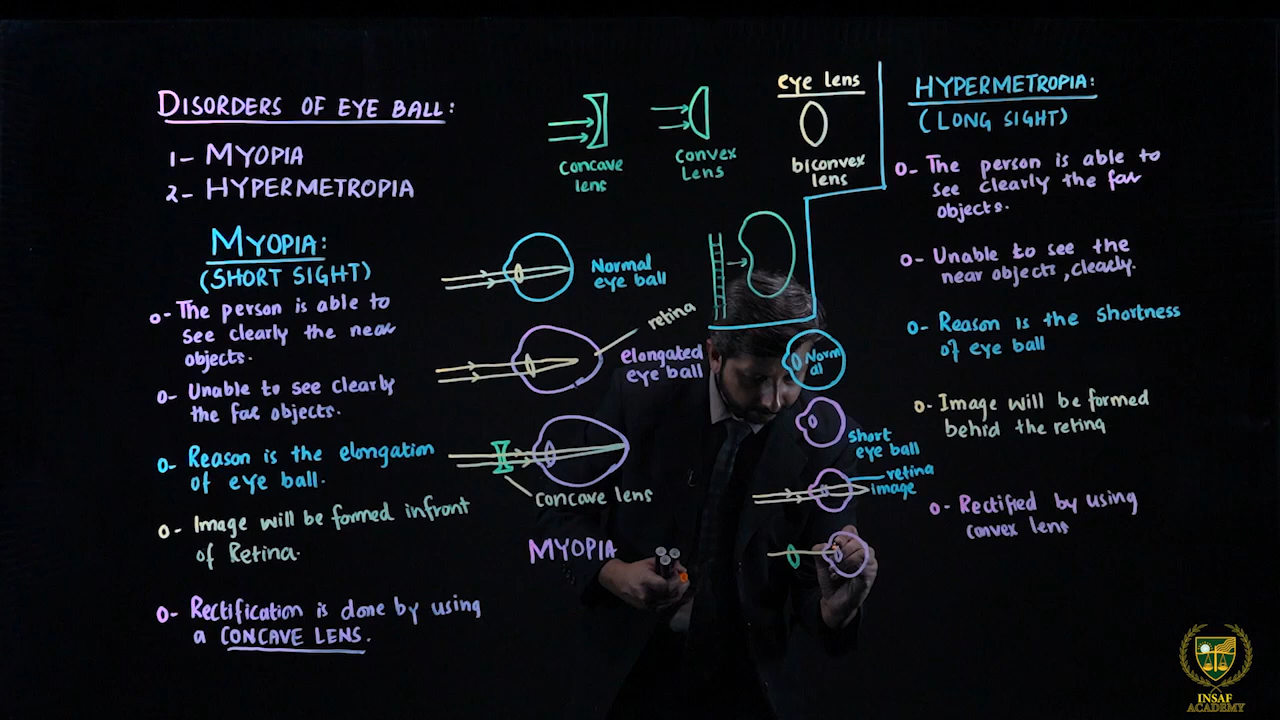 DISORDERS OF EYE BALL:
1- MYOPIA
2- HYPERMETROPIA
MYOPIA:
(SHORT SIGHT)
o- The person is able to
see clearly the near
objects.
o- Unable to see clearly
the far objects.
o- Reason is the elongation
of eye ball.
o- Image will be formed infront
of Retina.
o- Rectification is done by using
a CONCAVE LENS.
concave
lens
convex
Lens
eye lens
biconvex
lens
Normal
eye ball
retina
elongated
eye ball
concave lens
MYOPIA
Norm
al
short
eye ball
retina
image
HYPERMETROPIA:
(LONG SIGHT)
o- The person is able to
see clearly the far
objects.
o- Unable to see the
near objects, clearly.
o- Reason is the shortness
of eye ball
o- Image will be formed
behid the retina
o- Rectified by using
convex lens
INSAF
ACADEMY